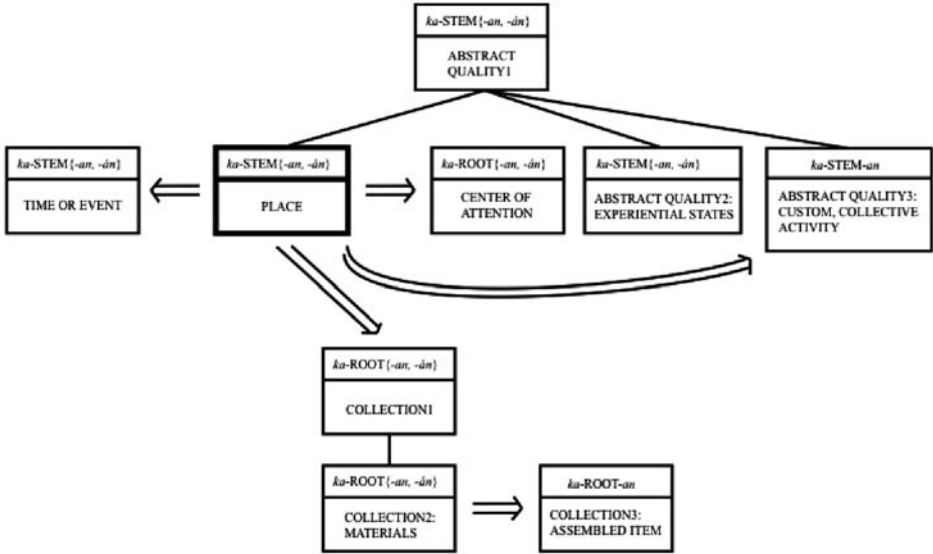 ka-STEM{-an, -án}
ABSTRACT
QUALITY1
ka-STEM{-an, -án}
TIME OR EVENT
ka-STEM{-an, -án}
PLACE
ka-ROOT{-an, -án}
CENTER OF
ATTENTION
ka-STEM{-an, -án}
ABSTRACT QUALITY2:
EXPERIENTIAL STATES
ka-STEM-an
ABSTRACT QUALITY3:
CUSTOM, COLLECTIVE
ACTIVITY
ka-ROOT{-an, -án}
COLLECTION1
ka-ROOT{-an, -án}
COLLECTION2:
MATERIALS
ka-ROOT-an
COLLECTION3:
ASSEMBLED ITEM